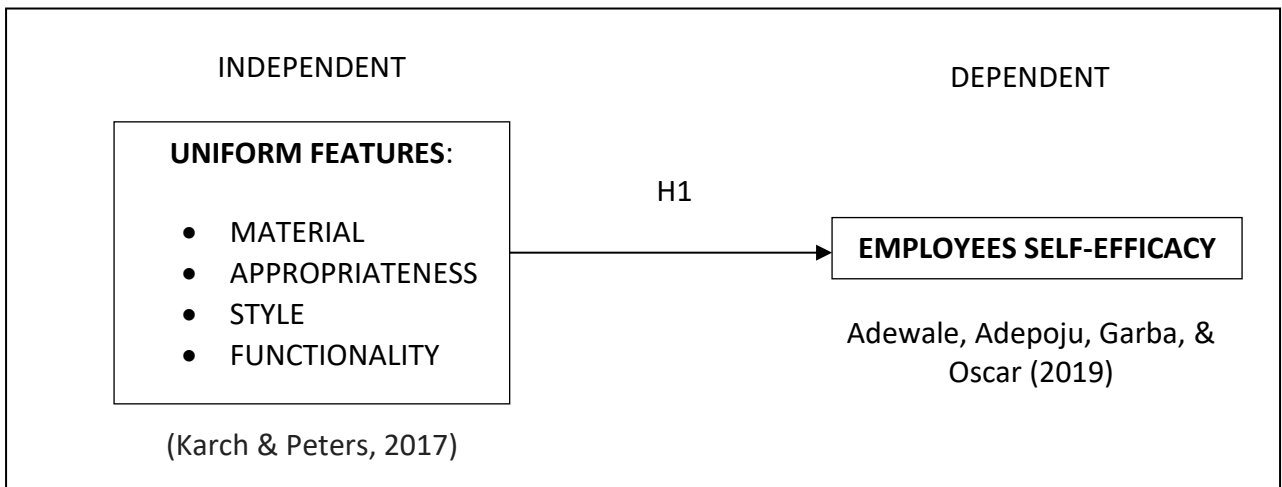 INDEPENDENT
UNIFORM FEATURES:
• MATERIAL
• APPROPRIATENESS
• STYLE
• FUNCTIONALITY
(Karch & Peters, 2017)
H1
DEPENDENT
EMPLOYEES SELF-EFFICACY
Adewale, Adepoju, Garba, &
Oscar (2019)